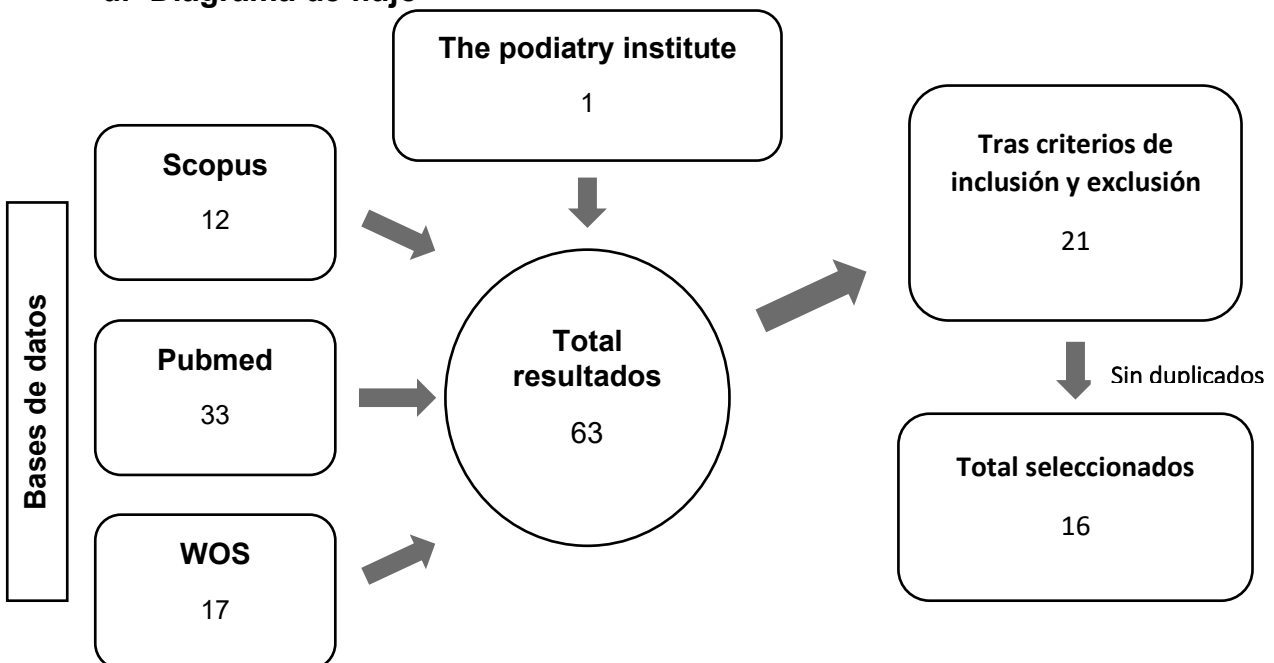 The podiatry institute
1
Bases de datos
Scopus
12
Pubmed
33
WOS
17
Total
resultados
63
Tras criterios de
inclusión y exclusión
21
Sin duplicados
Total seleccionados
16